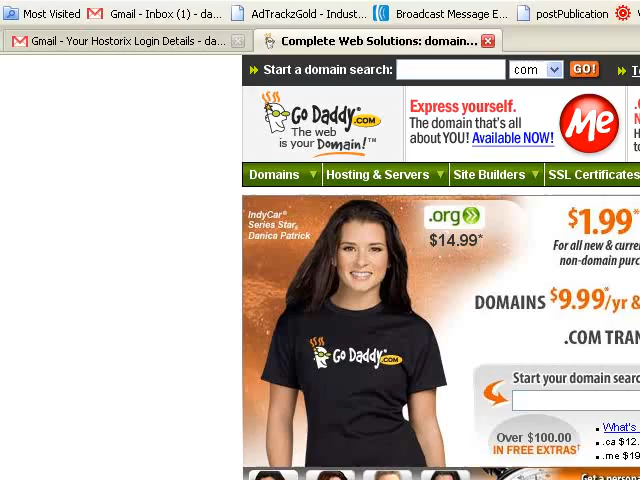 Most Visited Gmail - Inbox (1) - da... AdTrackzGold - Indust... Broadcast Message E... postPublication
Gmail - Your Hostorix Login Details - da... Complete Web Solutions: domain...
Start a domain search: com GO!
Go Daddy.COM
The web
is your Domain!™
Express yourself.
The domain that's all
about YOU! Available NOW!
Me
Domains Hosting & Servers Site Builders SSL Certificates
IndyCar®
Series Star,
Danica Patrick
.org
$14.99*
$1.99*
For all new & curre
non-domain purc
DOMAINS $9.99*/yr &
.COM TRAN
Go Daddy.COM
Start your domain searc
Over $100.00
IN FREE EXTRAS†
What's
.ca $12.
.me $19
Get a persona